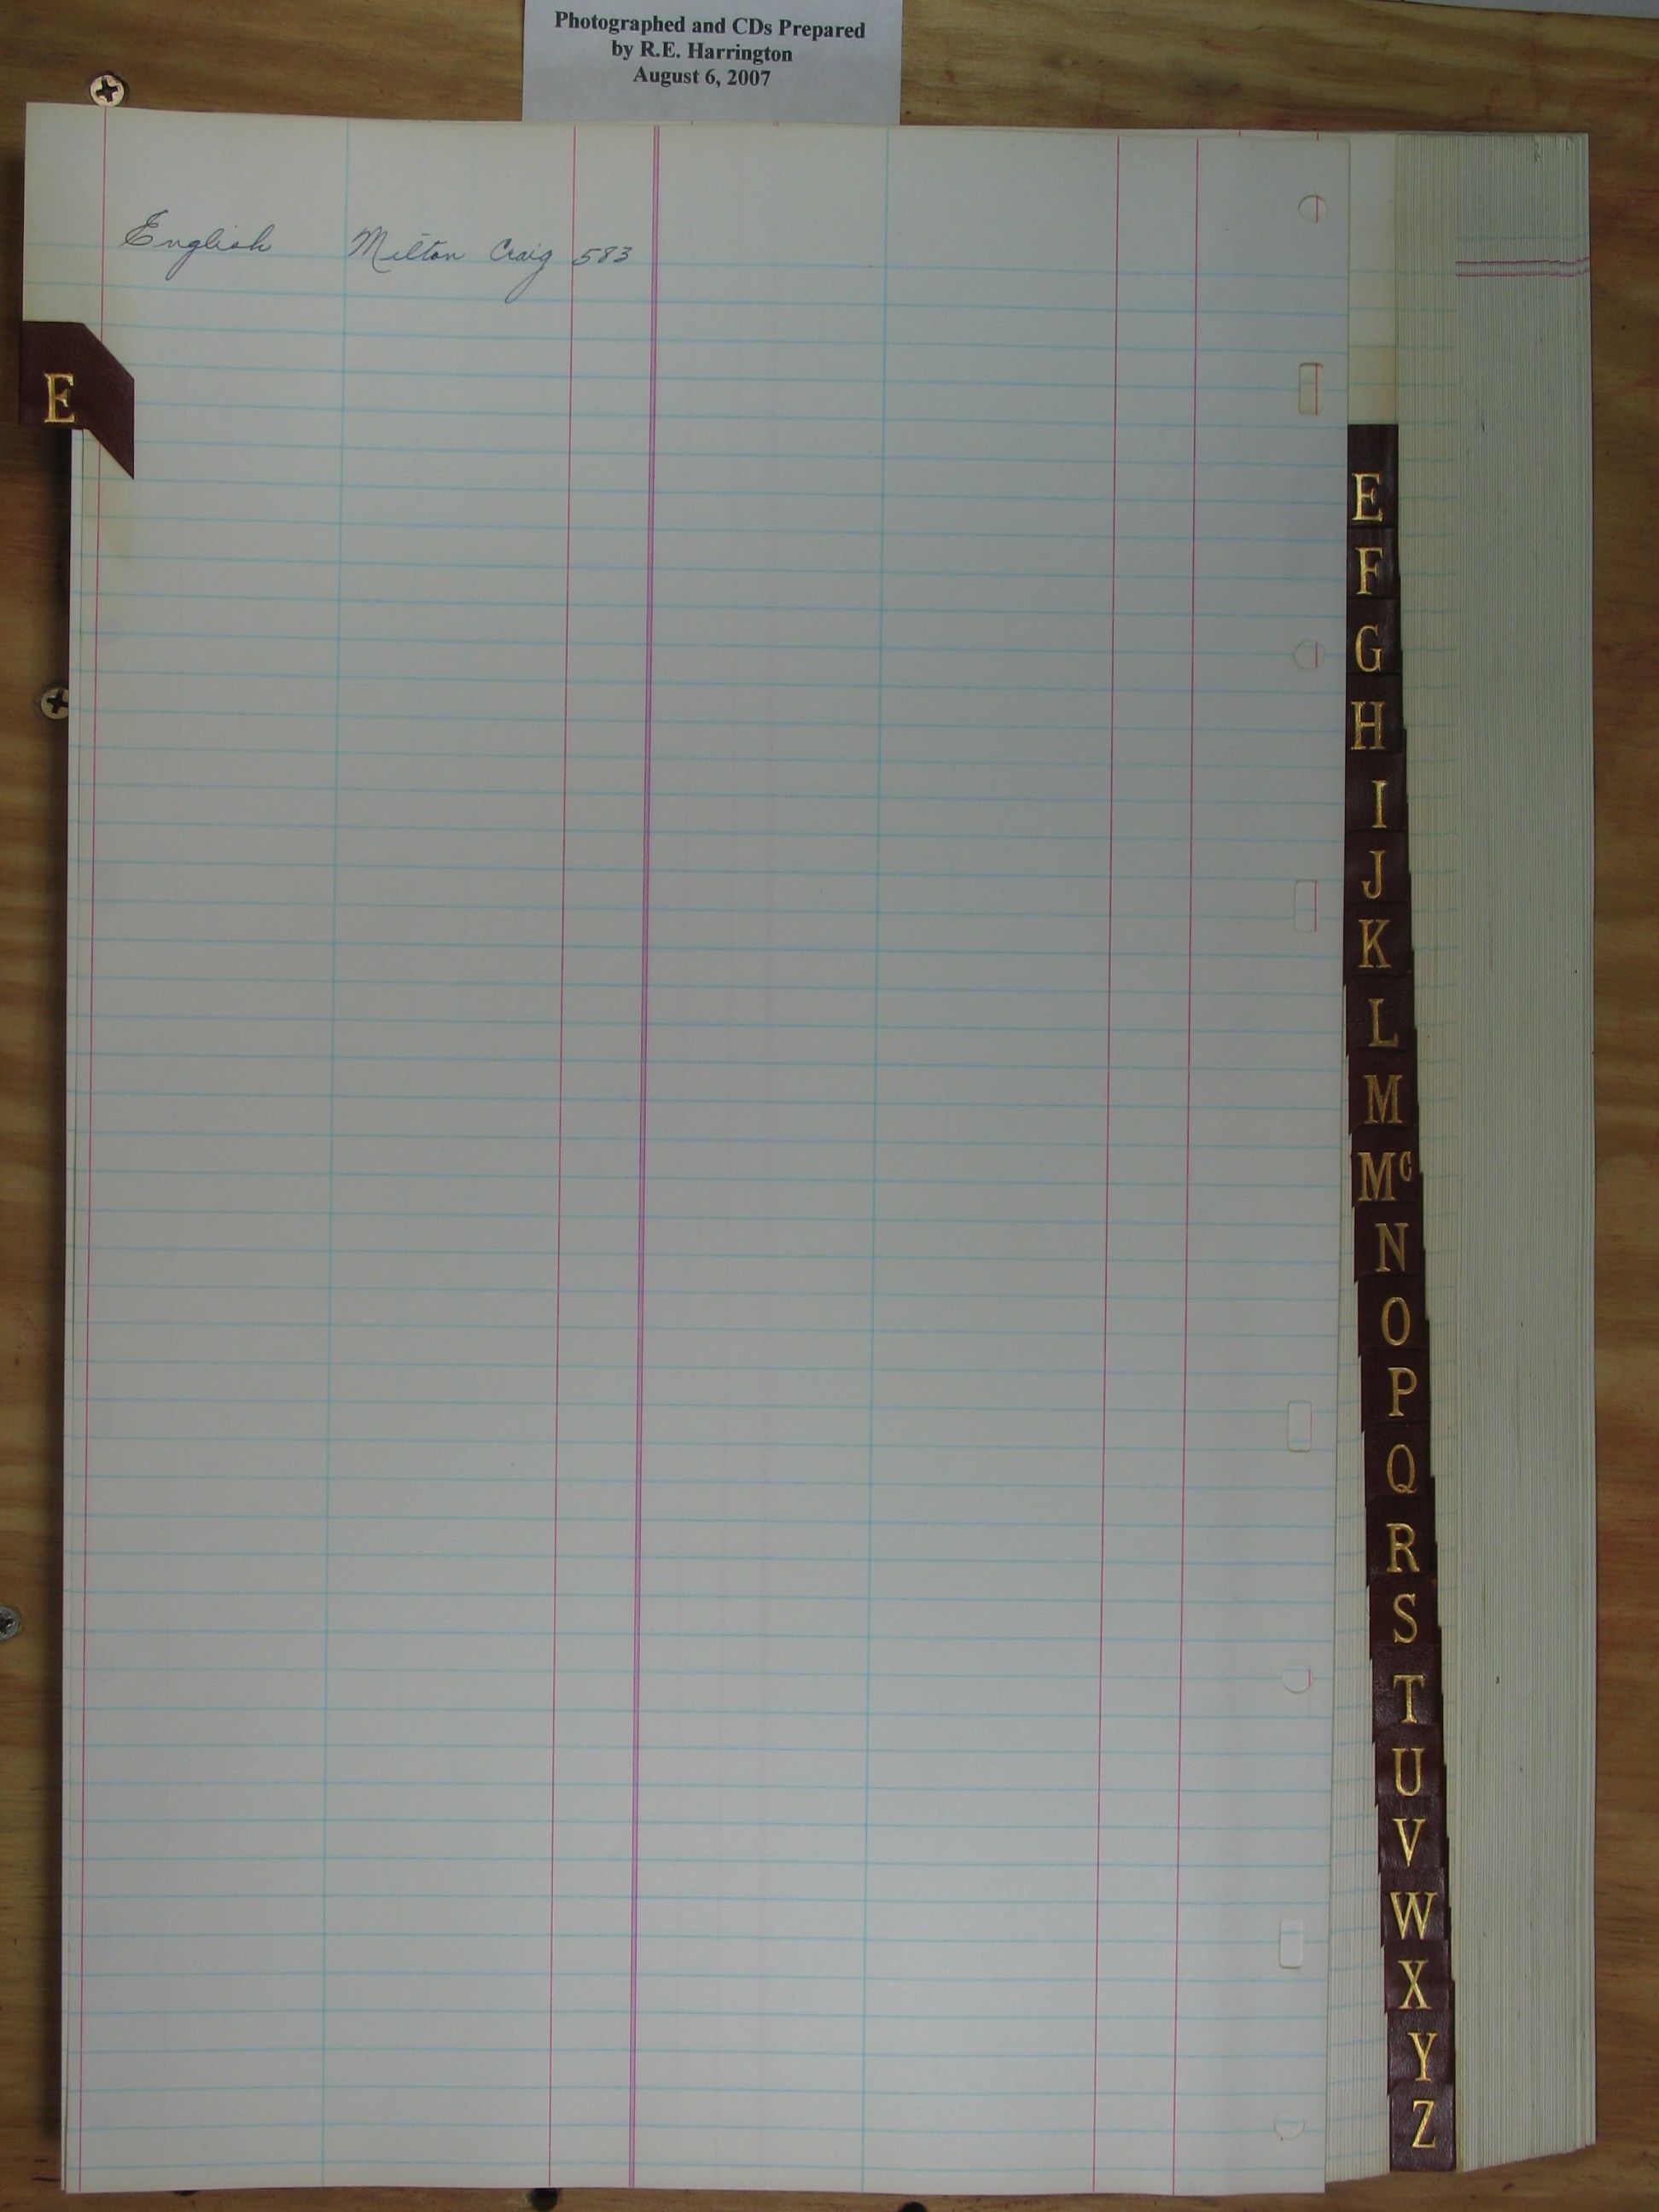 Photographed and CDs Prepared
by R.E. Harrington
August 6, 2007
English Milton Craig 583
E
E
F
G
H
I
J
K
L
M
Mc
N
O
P
Q
R
S
T
U
V
W
X
Y
Z